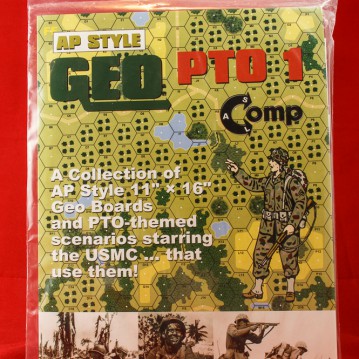 AP STYLE
GEO PTO 1
ASL
Comp
A Collection of
AP Style 11" × 16"
Geo Boards
and PTO-themed
scenarios starring
the USMC ... that
use them!